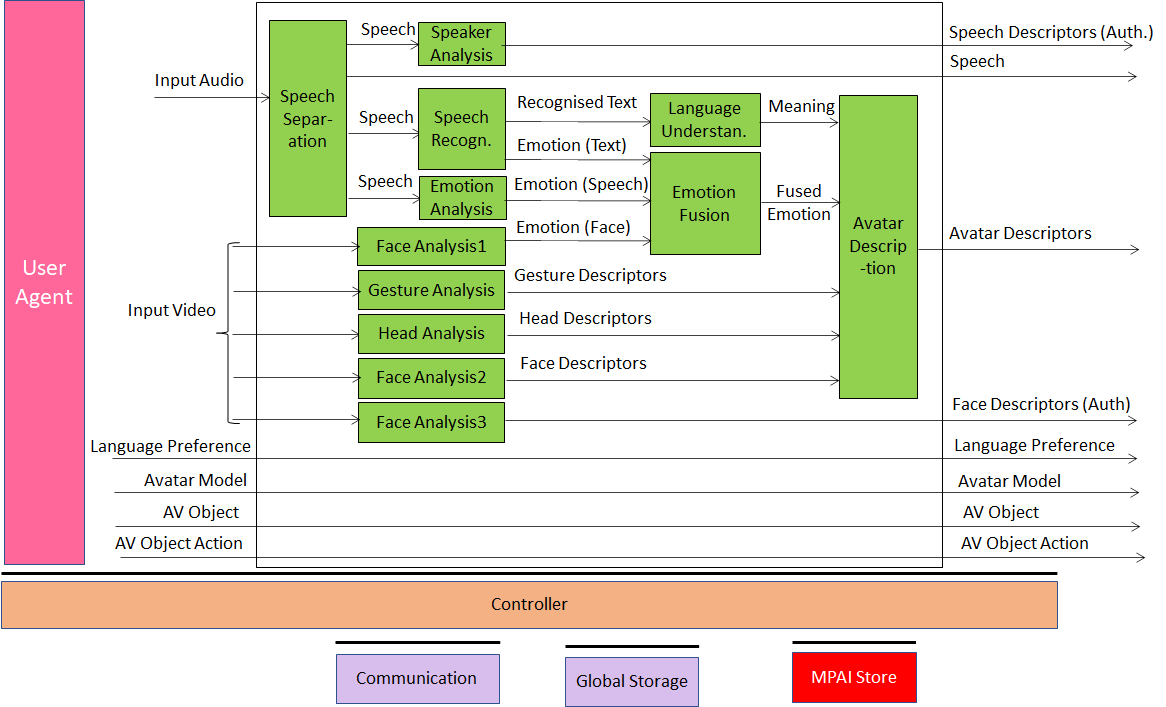 Speech
Speaker
Analysis
Speech Descriptors (Auth.)
Speech
Input Audio
Speech
Separ-
ation
Speech
Speech
Recogn.
Recognised Text
Language
Understan.
Meaning
Emotion (Text)
Speech
Emotion
Analysis
Emotion (Speech)
Emotion
Fusion
Fused
Emotion
Avatar
Descrip
-tion
Avatar Descriptors
Emotion (Face)
Face Analysis1
User
Agent
Gesture Descriptors
Gesture Analysis
Input Video
Head Descriptors
Head Analysis
Face Descriptors
Face Analysis2
Face Descriptors (Auth)
Face Analysis3
Language Preference
Language Preference
Avatar Model
Avatar Model
AV Object
AV Object
AV Object Action
AV Object Action
Controller
Communication
Global Storage
MPAI Store